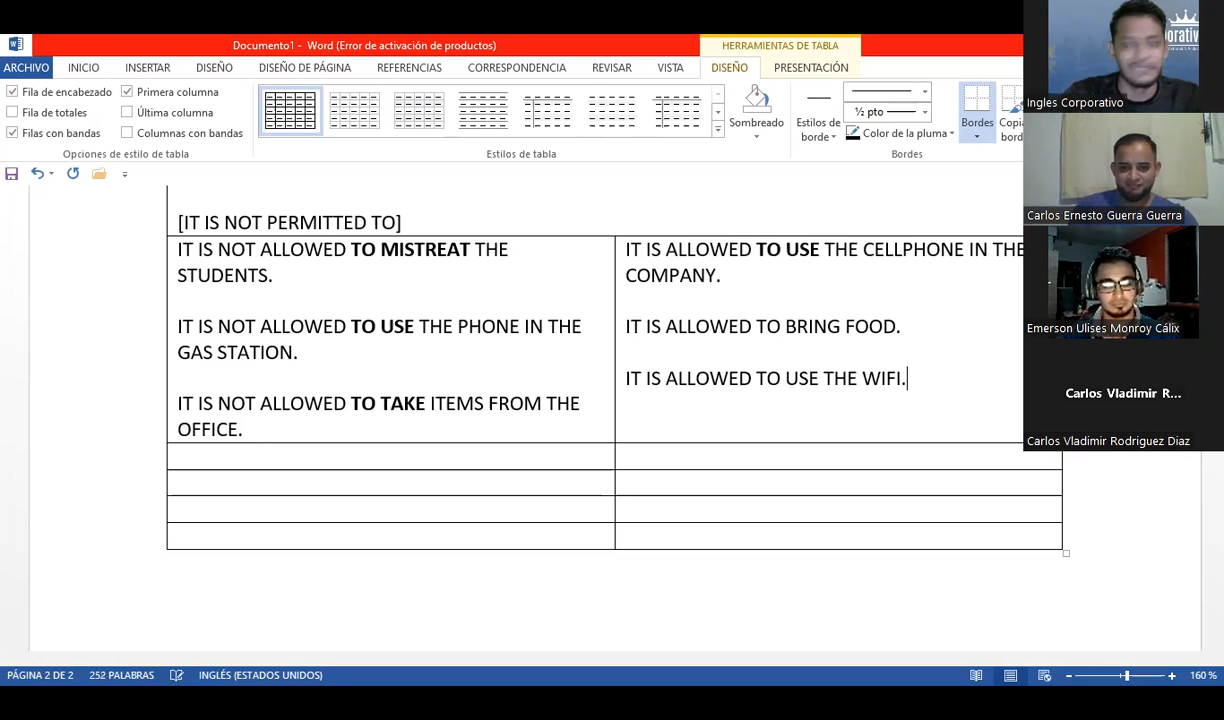 Documento1 - Word (Error de activación de productos)
HERRAMIENTAS DE TABLA
ARCHIVO INICIO INSERTAR DISEÑO DISEÑO DE PÁGINA REFERENCIAS CORRESPONDENCIA REVISAR VISTA DISEÑO PRESENTACIÓN
Fila de encabezado Primera columna
Fila de totales Última columna
Filas con bandas Columnas con bandas
Opciones de estilo de tabla
Estilos de tabla
Sombreado
Estilos de borde
½ pto
Color de la pluma
Bordes
Bordes
Ingles Corporativo
Carlos Ernesto Guerra Guerra
Emerson Ulises Monroy Cálix
Carlos Vladimir R...
Carlos Vladimir Rodriguez Diaz
[IT IS NOT PERMITTED TO]
IT IS NOT ALLOWED TO MISTREAT THE
STUDENTS.
IT IS NOT ALLOWED TO USE THE PHONE IN THE
GAS STATION.
IT IS NOT ALLOWED TO TAKE ITEMS FROM THE
OFFICE.
IT IS ALLOWED TO USE THE CELLPHONE IN THE
COMPANY.
IT IS ALLOWED TO BRING FOOD.
IT IS ALLOWED TO USE THE WIFI.
PÁGINA 2 DE 2 252 PALABRAS INGLÉS (ESTADOS UNIDOS) 160 %